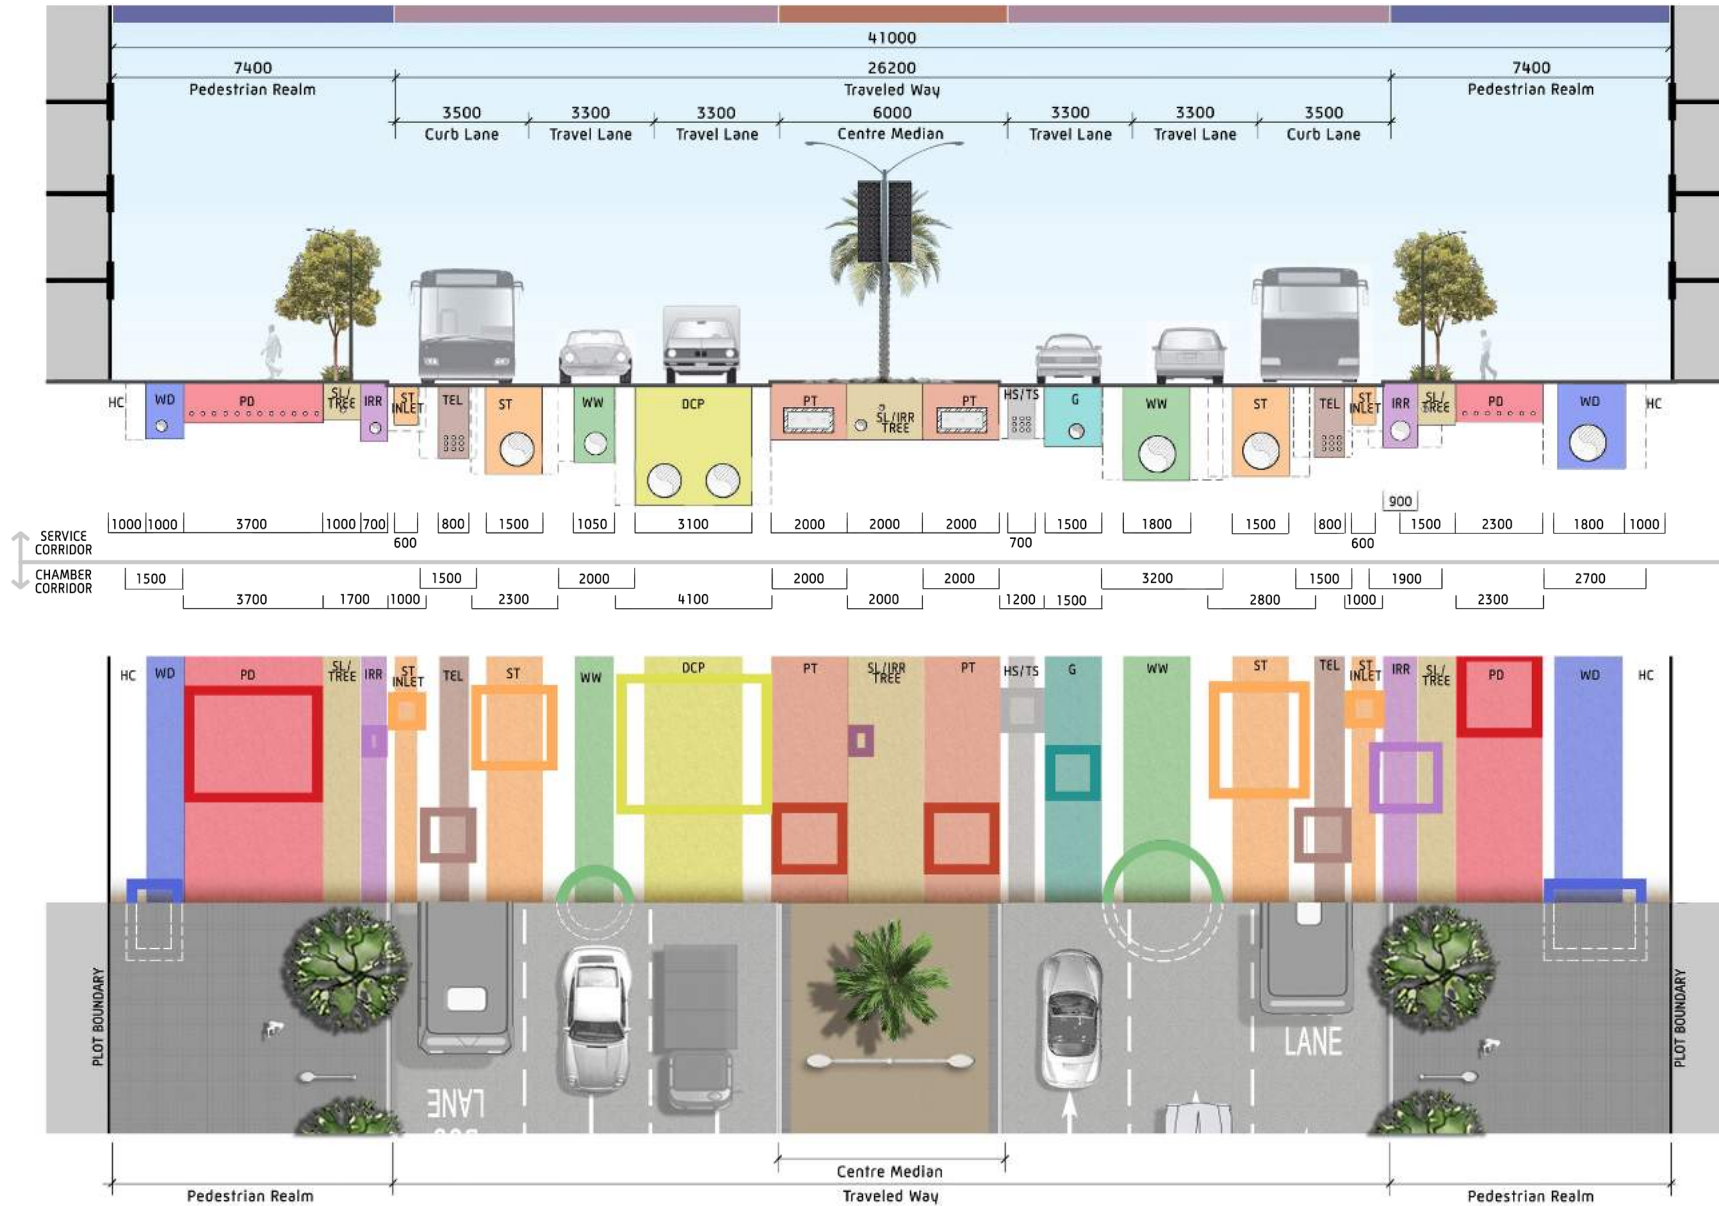 41000
7400 26200 7400
Pedestrian Realm Traveled Way Pedestrian Realm
3500 3300 3300 6000 3300 3300 3500
Curb Lane Travel Lane Travel Lane Centre Median Travel Lane Travel Lane Curb Lane
HC WD PD SL/ TREE IRR ST INLET TEL ST WW DCP PT SL/IRR TREE PT HS/TS G WW ST TEL ST INLET IRR SL/ TREE PD WD HC
900
1000 1000 3700 1000 700 800 1500 1050 3100 2000 2000 2000 1500 1800 1500 800 1500 2300 1800 1000
600 700 600
SERVICE
CORRIDOR
CHAMBER
CORRIDOR
1500 1500 2000 2000 2000 3200 1500 1900 2700
3700 1700 1000 2300 4100 2000 1200 1500 2800 1000 2300
HC WD PD SL/ TREE IRR ST INLET TEL ST WW DCP PT SL/IRR TREE PT HS/TS G WW ST TEL ST INLET IRR SL/ TREE PD WD HC
PLOT BOUNDARY
PLOT BOUNDARY
LANE
LANE
Centre Median
Pedestrian Realm Traveled Way Pedestrian Realm